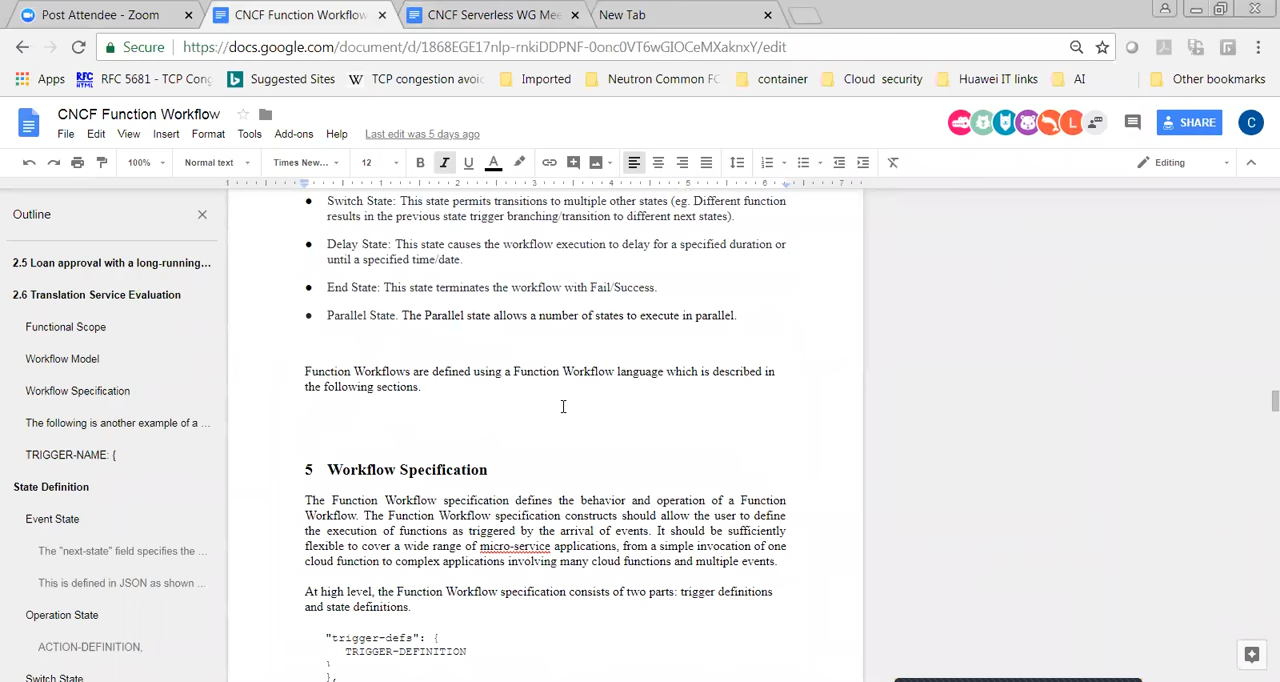 Post Attendee - Zoom
CNCF Function Workflow
CNCF Serverless WG Mee
New Tab
Secure
https://docs.google.com/document/d/1868EGE17nlp-rnkiDDPNF-0onc0VT6wGIOCeMXaknxY/edit
Apps
RFC 5681 - TCP Cong
Suggested Sites
TCP congestion avoic
Imported
Neutron Common FC
container
Cloud security
Huawei IT links
AI
Other bookmarks
CNCF Function Workflow
File Edit View Insert Format Tools Addons Help Last edit was 5 days ago
SHARE
C
L
100% Normal text Times New... 12 B I U A Editing
1 1 2 3 4 5 6 7
Outline
2.5 Loan approval with a long-running...
2.6 Translation Service Evaluation
Functional Scope
Workflow Model
Workflow Specification
The following is another example of a ...
TRIGGER-NAME: {
State Definition
Event State
The "next-state" field specifies the ...
This is defined in JSON as shown ...
Operation State
ACTION-DEFINITION,
Switch State
● Switch State: This state permits transitions to multiple other states (eg. Different function
results in the previous state trigger branching/transition to different next states).
● Delay State: This state causes the workflow execution to delay for a specified duration or
until a specified time/date.
● End State: This state terminates the workflow with Fail/Success.
● Parallel State. The Parallel state allows a number of states to execute in parallel.
Function Workflows are defined using a Function Workflow language which is described in
the following sections.
5 Workflow Specification
The Function Workflow specification defines the behavior and operation of a Function
Workflow. The Function Workflow specification constructs should allow the user to define
the execution of functions as triggered by the arrival of events. It should be sufficiently
flexible to cover a wide range of micro-service applications, from a simple invocation of one
cloud function to complex applications involving many cloud functions and multiple events.
At high level, the Function Workflow specification consists of two parts: trigger definitions
and state definitions.
"trigger-defs": {
TRIGGER-DEFINITION
},